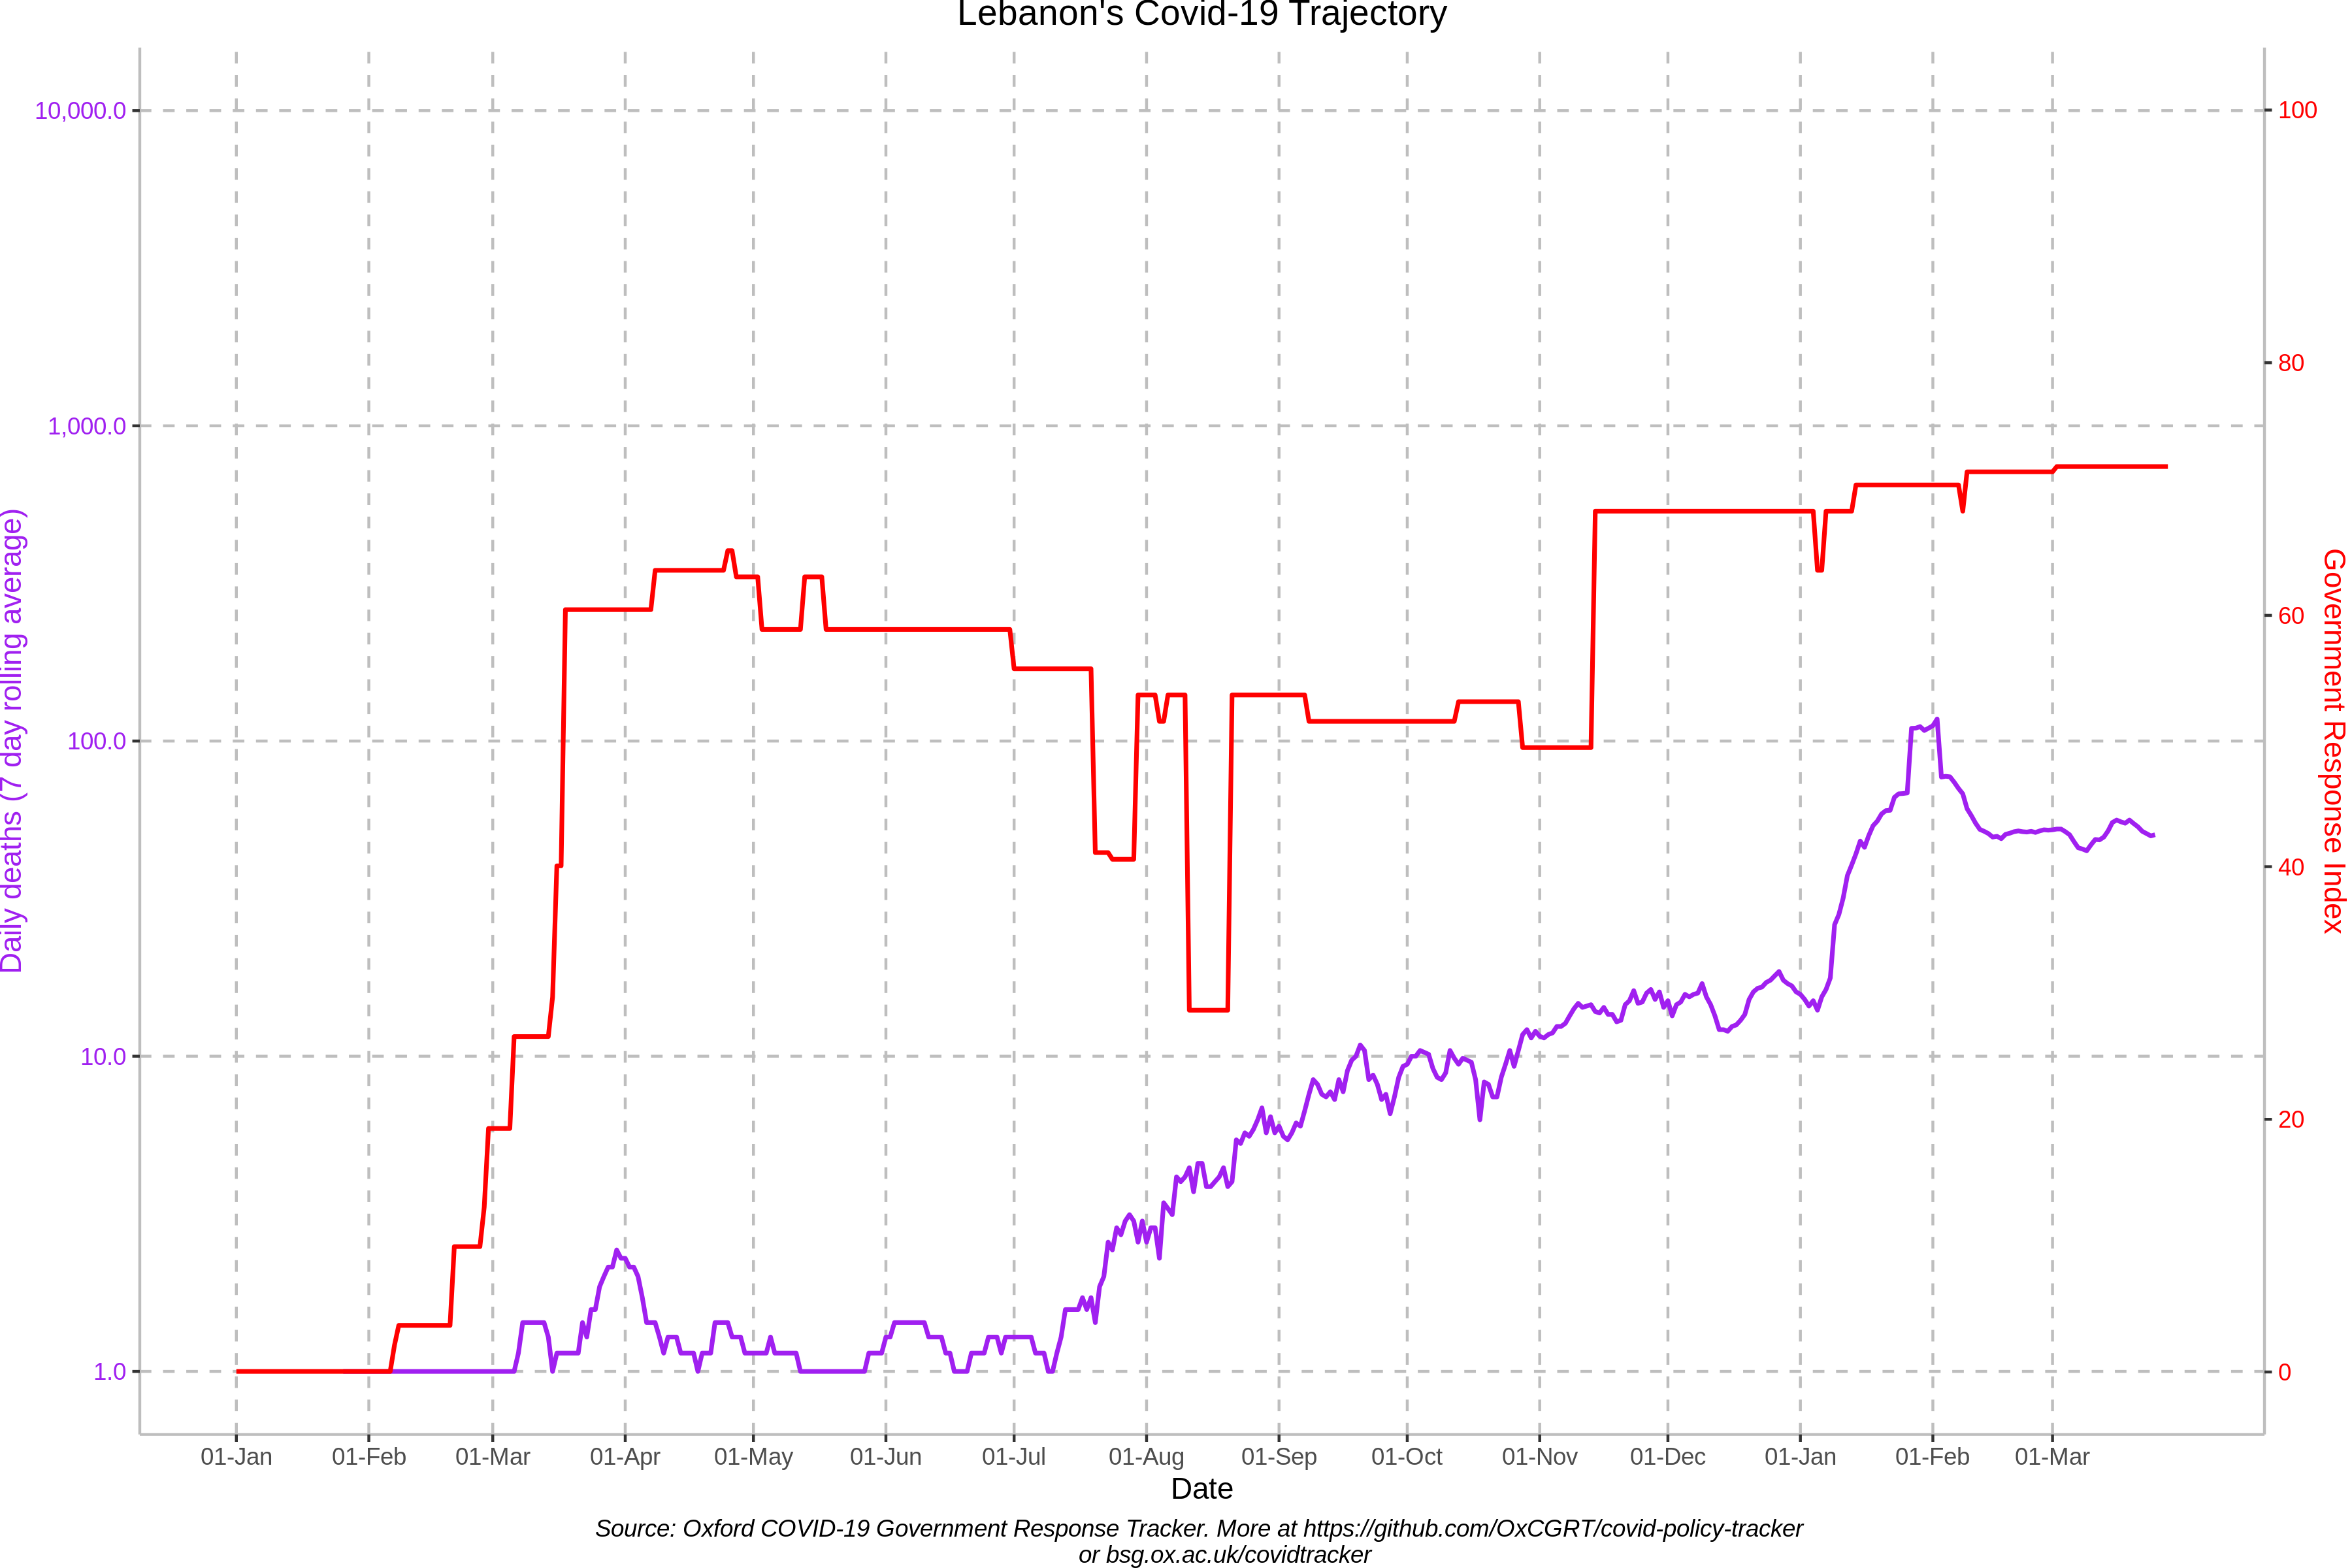 Lebanon's Covid-19 Trajectory
Daily deaths (7 day rolling average)
10,000.0
1,000.0
100.0
10.0
1.0
100
80
60
40
20
0
Government Response Index
01-Jan 01-Feb 01-Mar 01-Apr 01-May 01-Jun 01-Jul 01-Aug 01-Sep 01-Oct 01-Nov 01-Dec 01-Jan 01-Feb 01-Mar
Date
Source: Oxford COVID-19 Government Response Tracker. More at https://github.com/OxCGRT/covid-policy-tracker
or bsg.ox.ac.uk/covidtracker